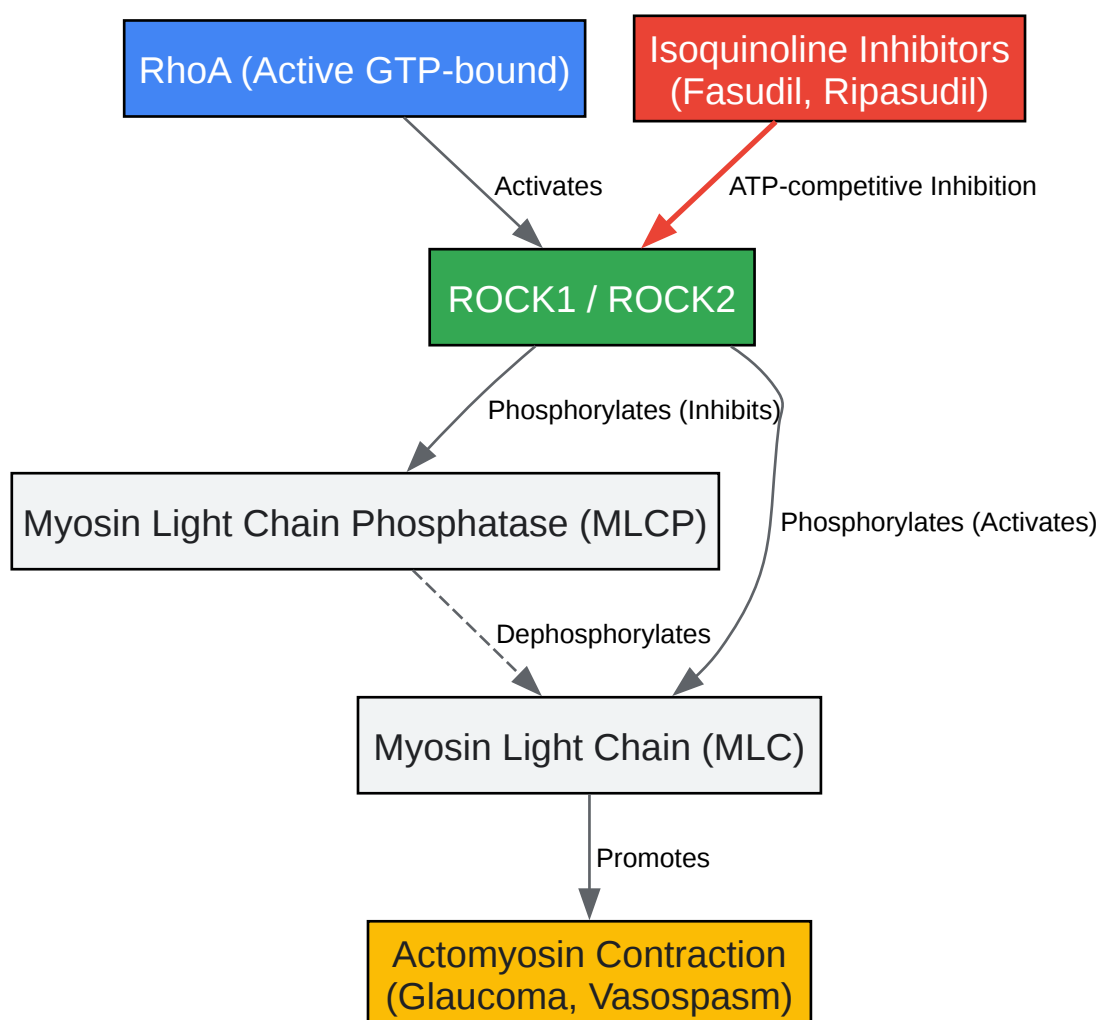 RhoA (Active GTP-bound)
Isoquinoline Inhibitors
(Fasudil, Ripasudil)
Activates
ATP-competitive Inhibition
ROCK1 / ROCK2
Phosphorylates (Inhibits)
Myosin Light Chain Phosphatase (MLCP)
Phosphorylates (Activates)
Dephosphorylates
Myosin Light Chain (MLC)
Promotes
Actomyosin Contraction
(Glaucoma, Vasospasm)